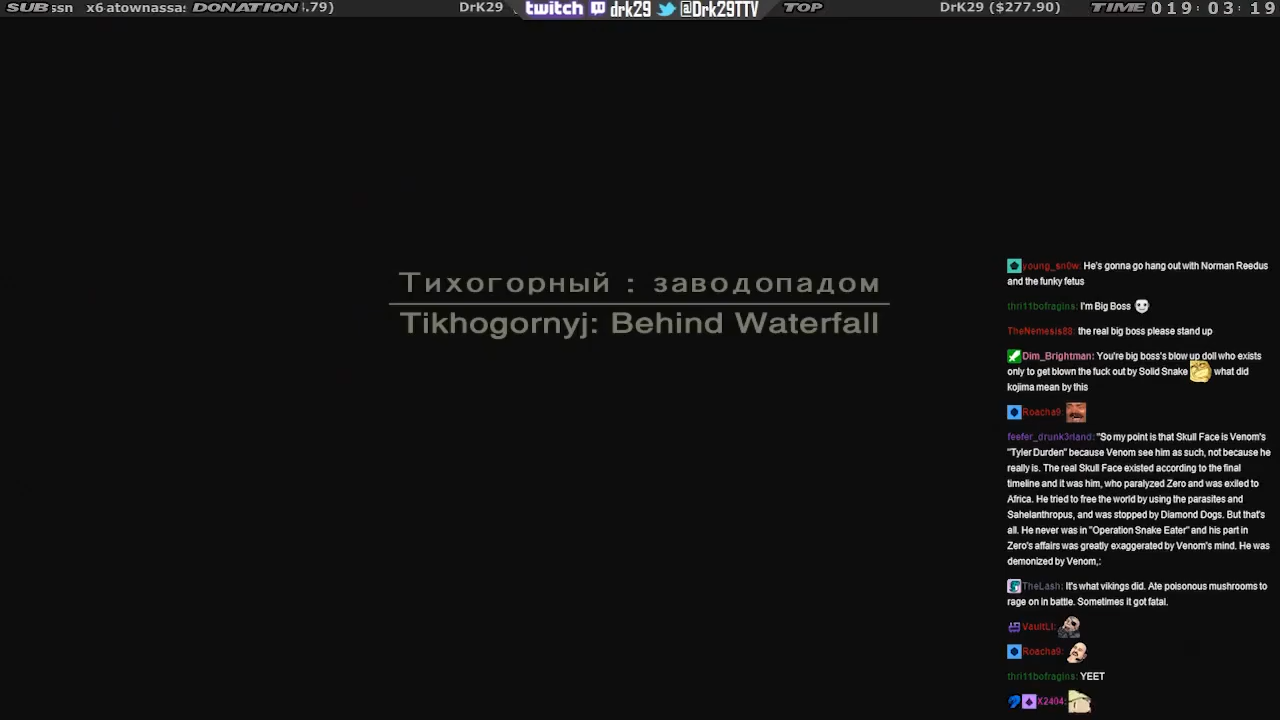 SUB ssn x6 atownassa: DONATION .79) DrK29 twitch drk29 @Drk29TTV TOP DrK29 ($277.90) TIME 019:03:19
Тихогорный : заводопадом
Tikhogornyj: Behind Waterfall
young_sn0w: He's gonna go hang out with Norman Reedus
and the funky fetus
thri11bofragins: I'm Big Boss
TheNemesis88: the real big boss please stand up
Dim_Brightman: You're big boss's blow up doll who exists
only to get blown the fuck out by Solid Snake what did
kojima mean by this
Roacha9:
feefer_drunk3rland: "So my point is that Skull Face is Venom's
"Tyler Durden" because Venom see him as such, not because he
really is. The real Skull Face existed according to the final
timeline and it was him, who paralyzed Zero and was exiled to
Africa. He tried to free the world by using the parasites and
Sahelanthropus, and was stopped by Diamond Dogs. But that's
all. He never was in "Operation Snake Eater" and his part in
Zero's affairs was greatly exaggerated by Venom's mind. He was
demonized by Venom,:
TheLash: It's what vikings did. Ate poisonous mushrooms to
rage on in battle. Sometimes it got fatal.
VaultLI:
Roacha9:
thri11bofragins: YEET
X2404: